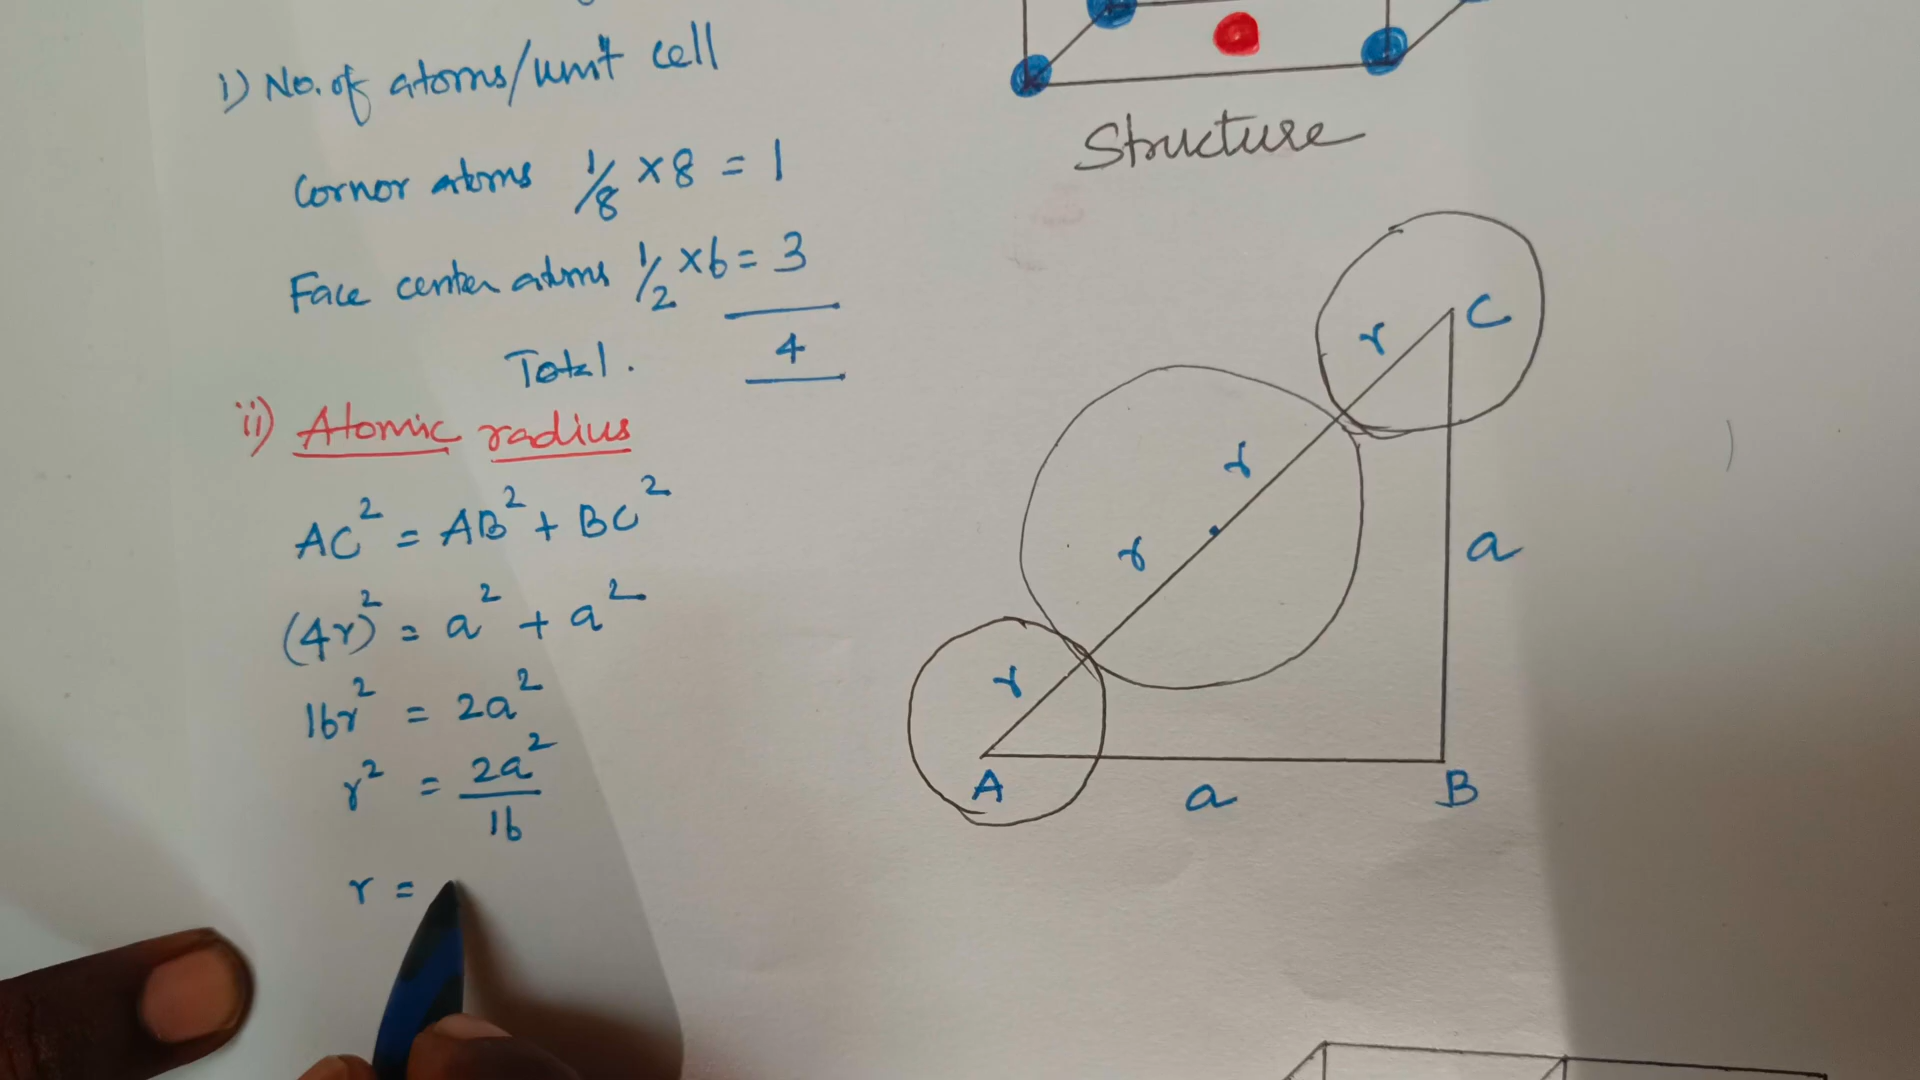 i) No. of atoms/unit cell
Cornor atoms 1/8 × 8 = 1
Face center atoms 1/2 × 6 = 3
Total. 4
ii) Atomic radius
AC² = AB² + BC²
(4r)² = a² + a²
16r² = 2a²
r² = 2a²/16
r =
Structure
C
r
r
a
r
r
A
a
B